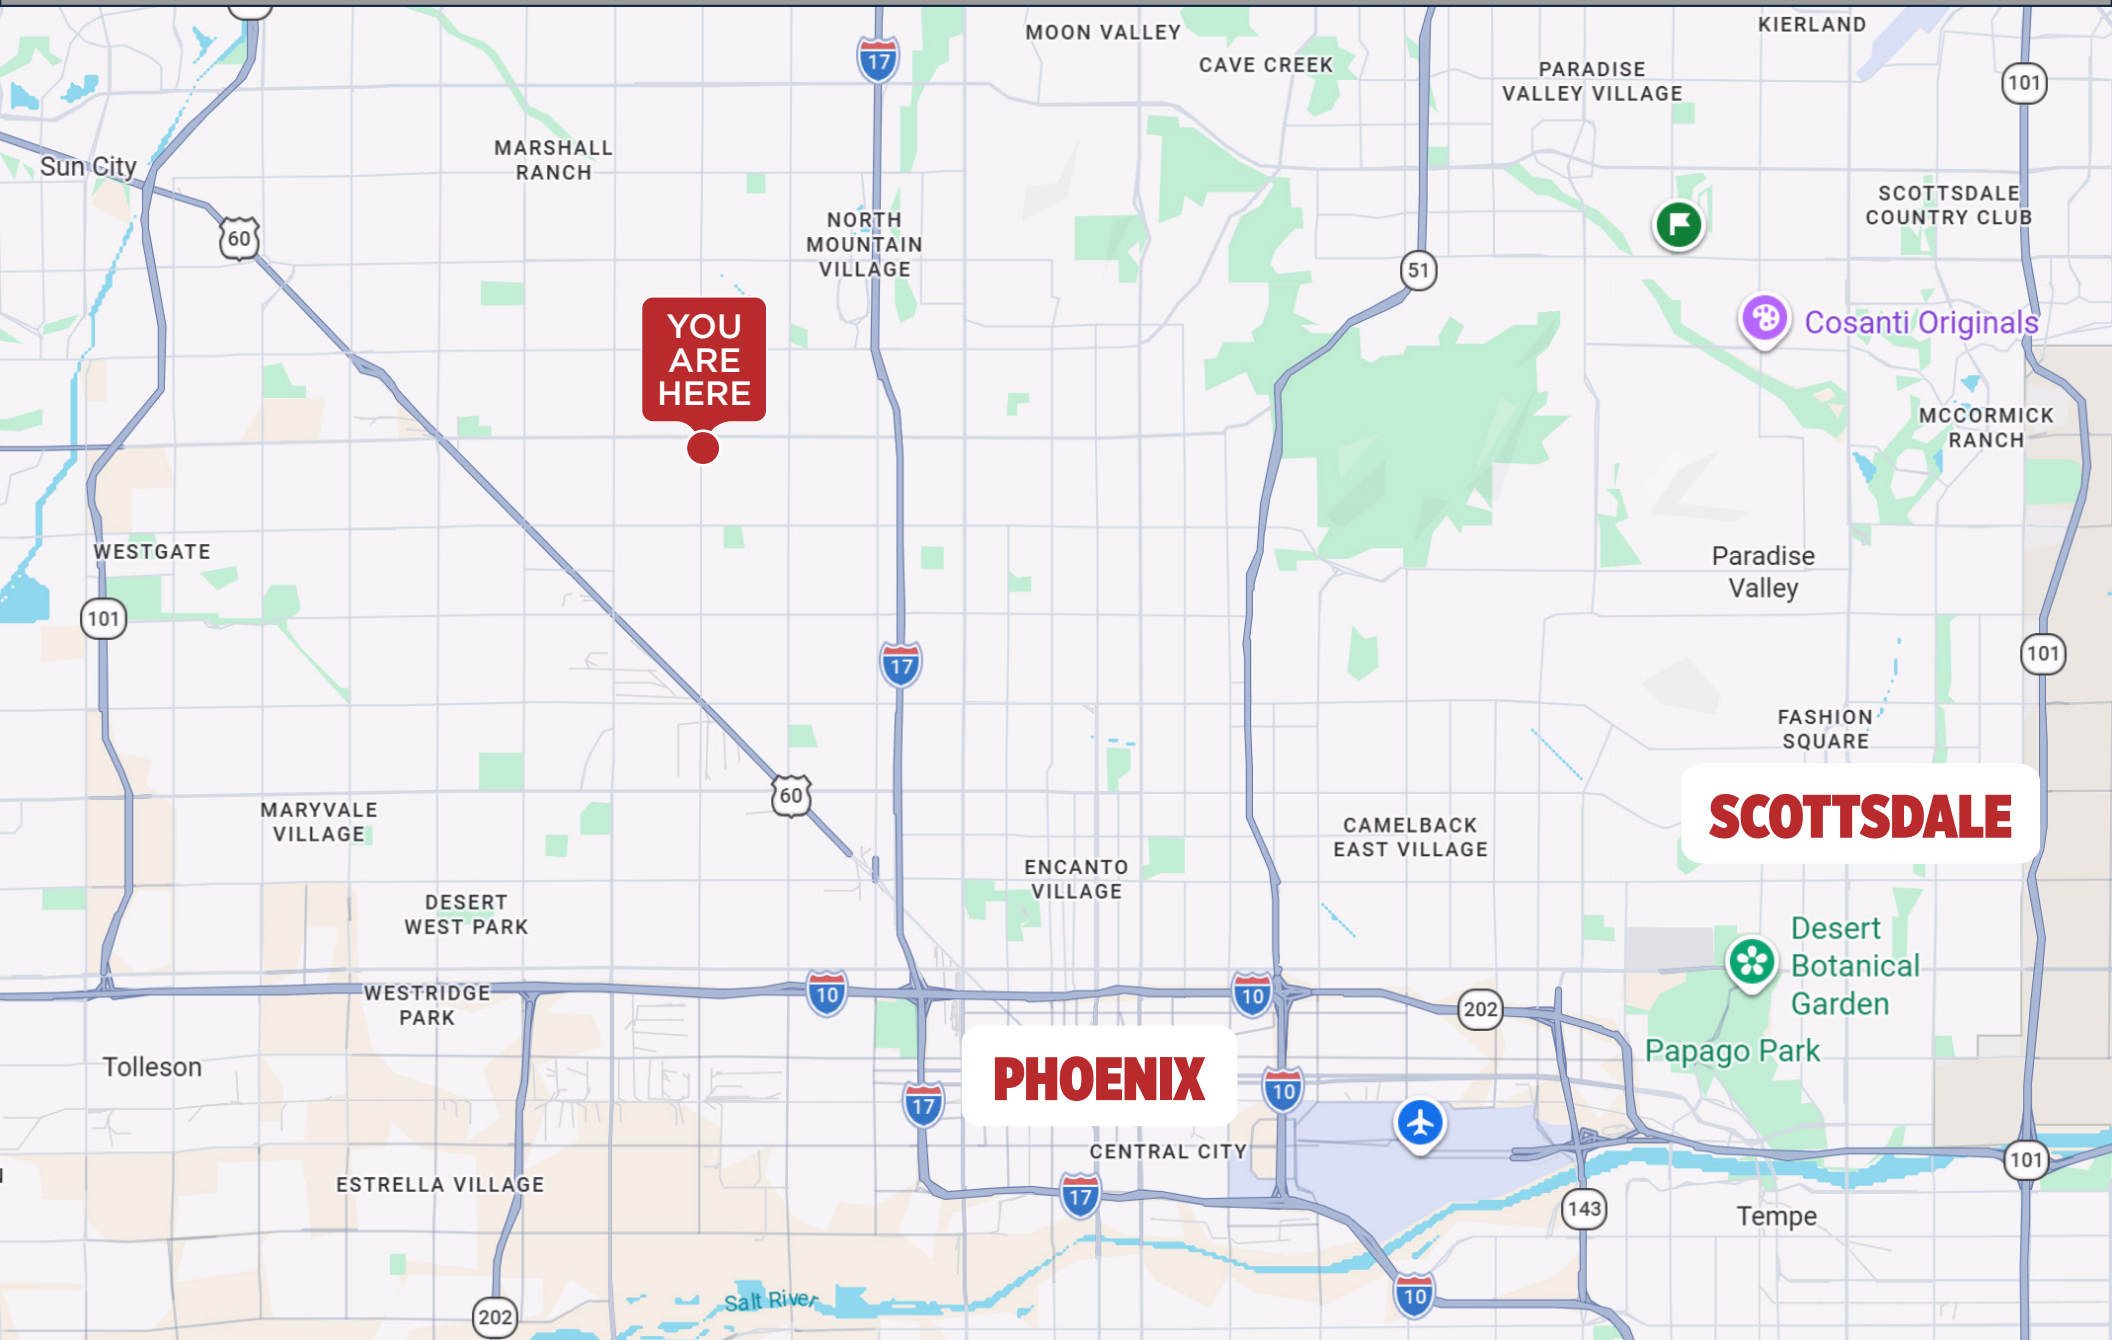 17
MOON VALLEY
CAVE CREEK
KIERLAND
PARADISE
VALLEY VILLAGE
101
Sun City
MARSHALL
RANCH
NORTH
MOUNTAIN
VILLAGE
SCOTTSDALE
COUNTRY CLUB
60
51
YOU
ARE
HERE
Cosanti Originals
MCCORMICK
RANCH
WESTGATE
Paradise
Valley
101
17
101
FASHION
SQUARE
60
MARYVALE
VILLAGE
CAMELBACK
EAST VILLAGE
SCOTTSDALE
ENCANTO
VILLAGE
DESERT
WEST PARK
Desert
Botanical
Garden
WESTRIDGE
PARK
10
10
202
Papago Park
Tolleson
PHOENIX
17
10
CENTRAL CITY
101
ESTRELLA VILLAGE
17
143
Tempe
Salt River
10
202